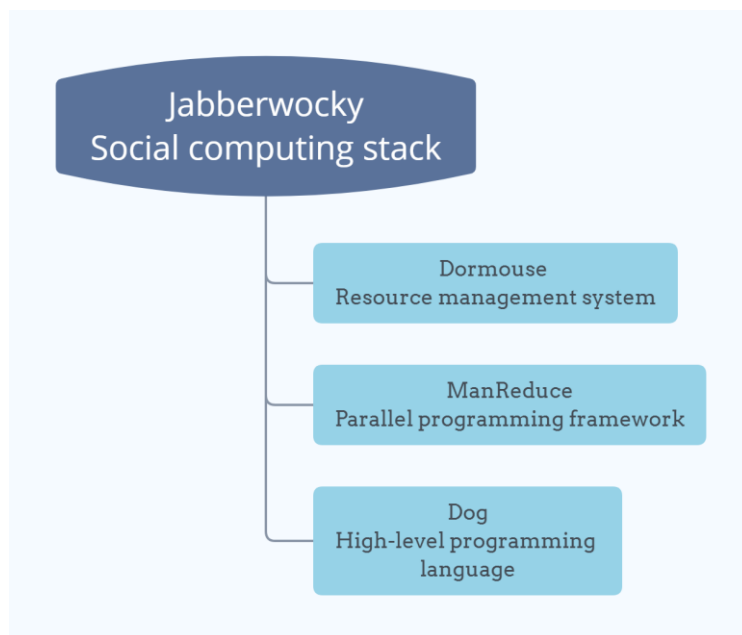 Jabberwocky
Social computing stack
Dormouse
Resource management system
ManReduce
Parallel programming framework
Dog
High-level programming
language